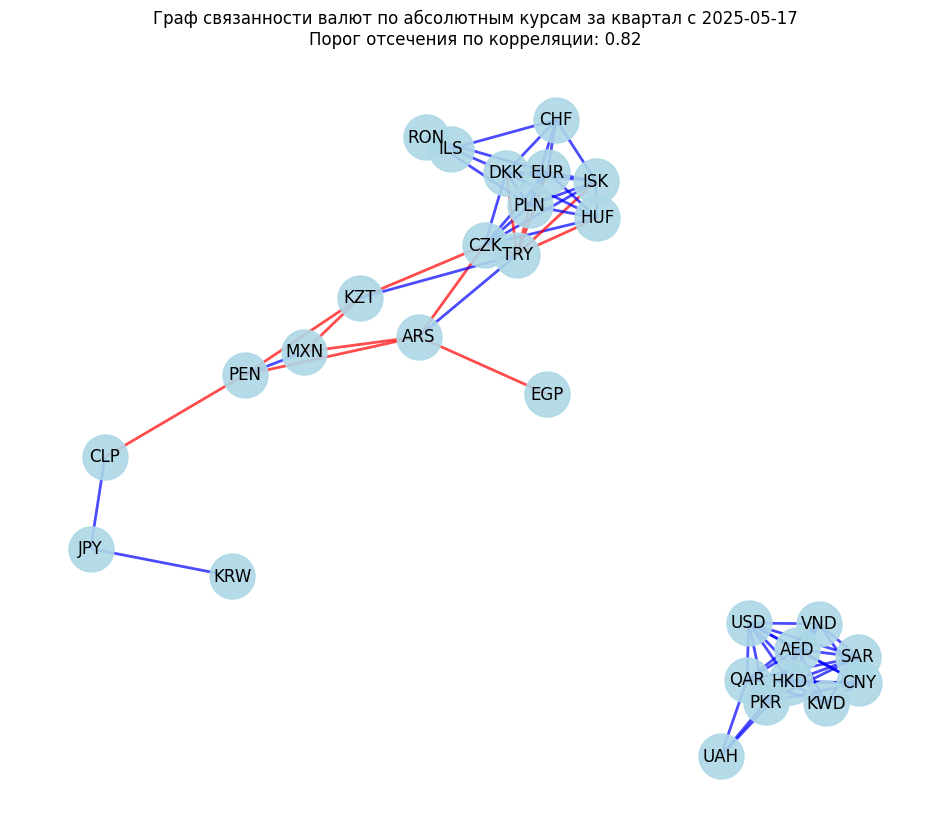 Граф связанности валют по абсолютным курсам за квартал с 2025-05-17
Порог отсечения по корреляции: 0.82
CHF
RON
ILS
DKK
EUR
ISK
PLN
HUF
CZK
TRY
KZT
ARS
MXN
PEN
EGP
CLP
JPY
KRW
USD
VND
AED
SAR
QAR
HKD
CNY
PKR
KWD
UAH